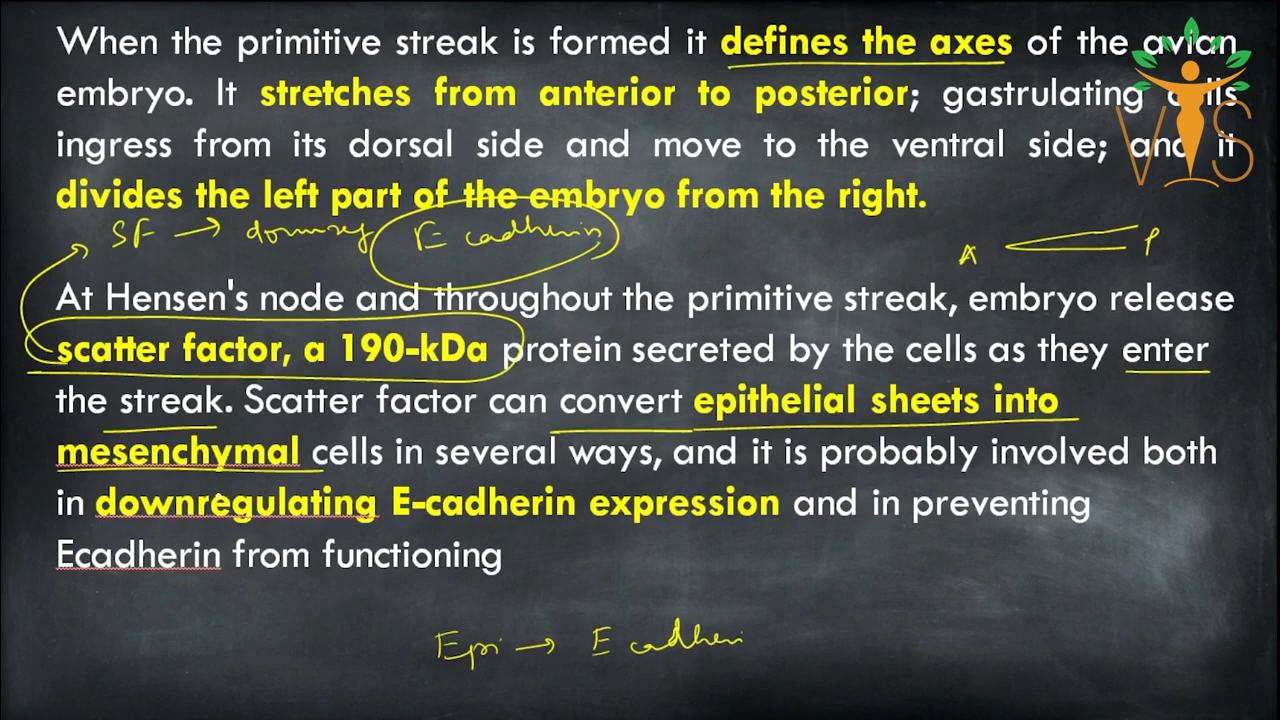 When the primitive streak is formed it defines the axes of the avian
embryo. It stretches from anterior to posterior; gastrulating cells
ingress from its dorsal side and move to the ventral side; and it
divides the left part of the embryo from the right.
SF → downreg E cadherin
A P
At Hensen's node and throughout the primitive streak, embryo release
scatter factor, a 190-kDa protein secreted by the cells as they enter
the streak. Scatter factor can convert epithelial sheets into
mesenchymal cells in several ways, and it is probably involved both
in downregulating E-cadherin expression and in preventing
Ecadherin from functioning
Epi → E cadheri
V S